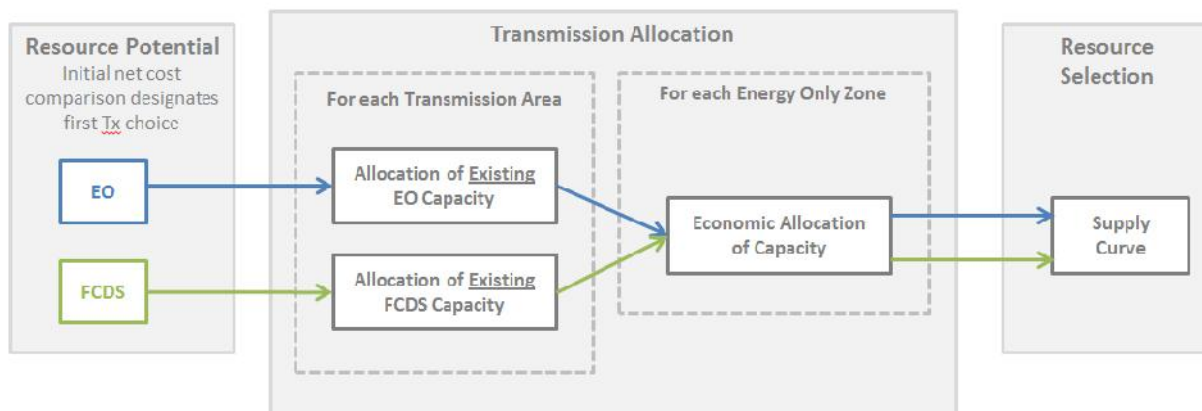 Resource Potential
Initial net cost
comparison designates
first Tx choice
EO
FCDS
Transmission Allocation
For each Transmission Area
Allocation of Existing
EO Capacity
Allocation of Existing
FCDS Capacity
For each Energy Only Zone
Economic Allocation
of Capacity
Resource
Selection
Supply
Curve